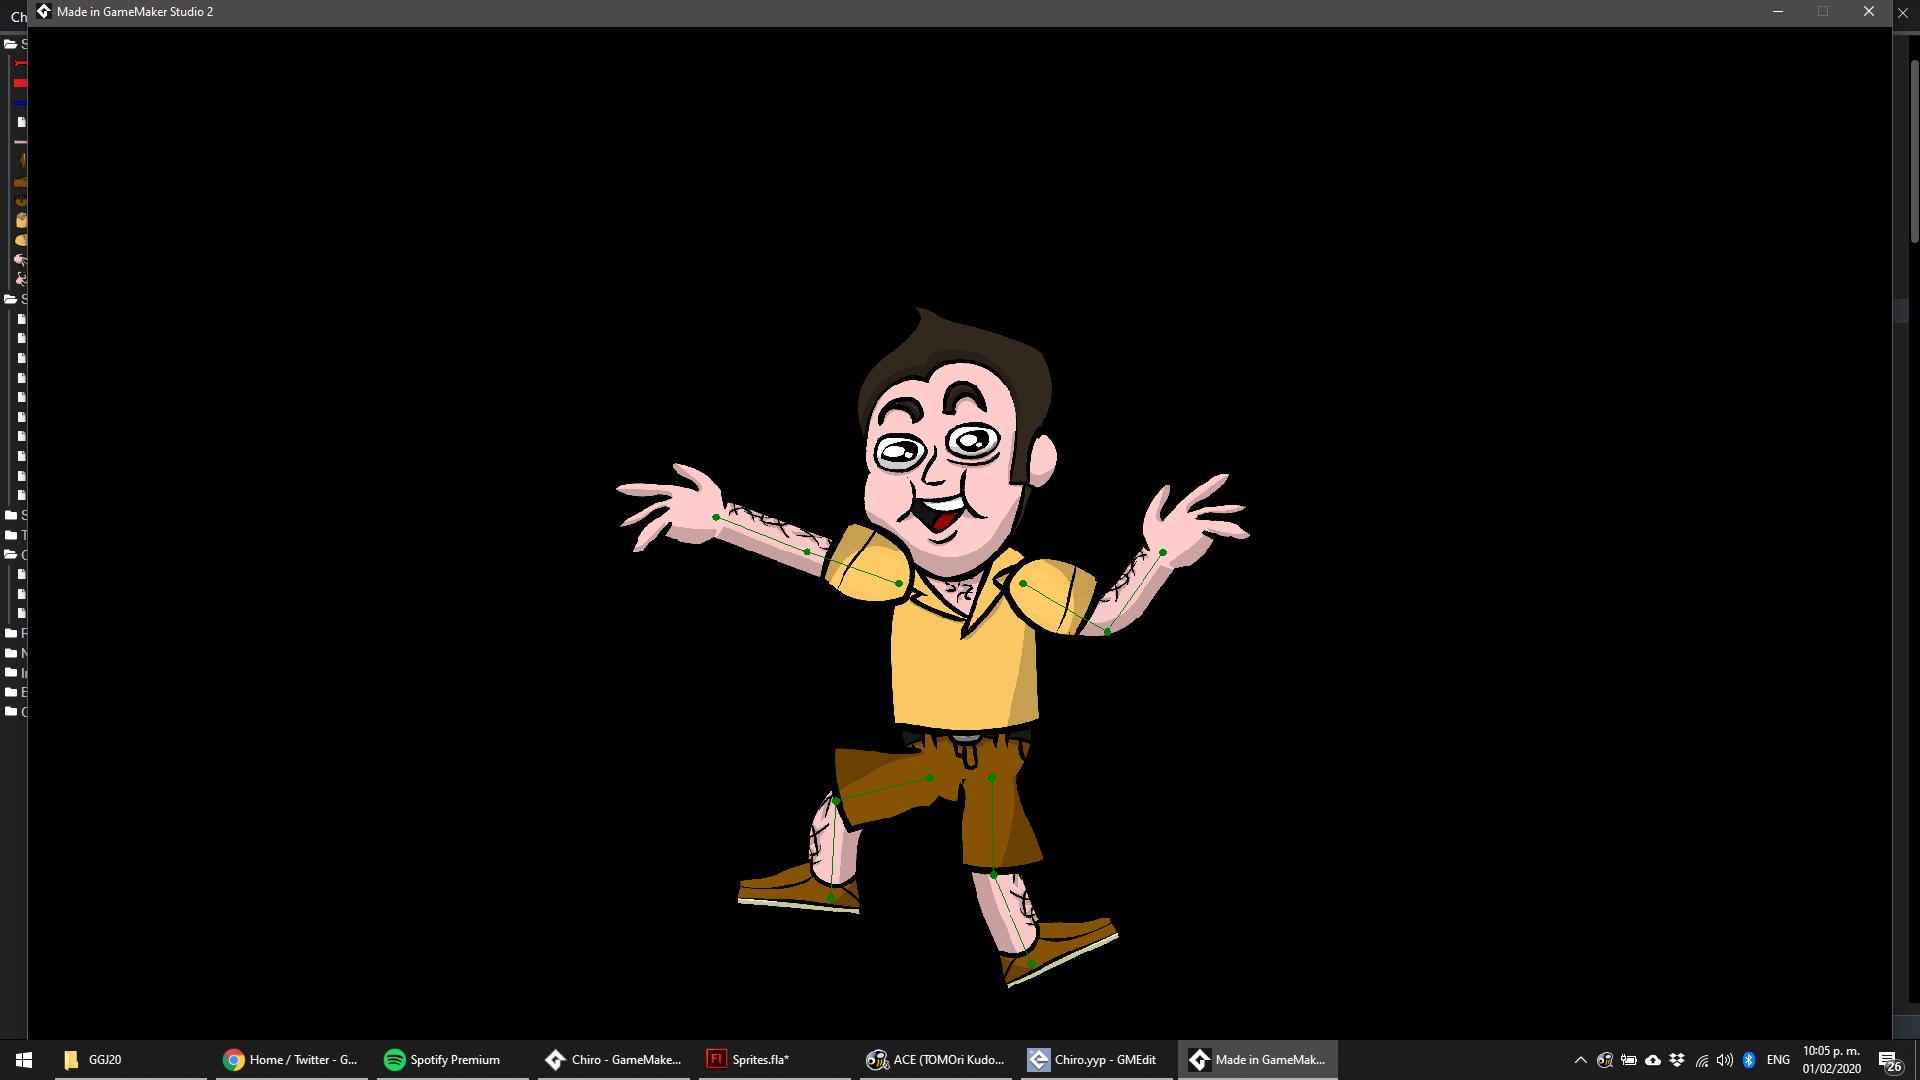 Made in GameMaker Studio 2
Ch
GGJ20
Home / Twitter - G...
Spotify Premium
Chiro - GameMake...
Sprites.fla*
ACE (TOMOri Kudo...
Chiro.yyp - GMEdit
Made in GameMak...
ENG
10:05 p. m.
01/02/2020
26